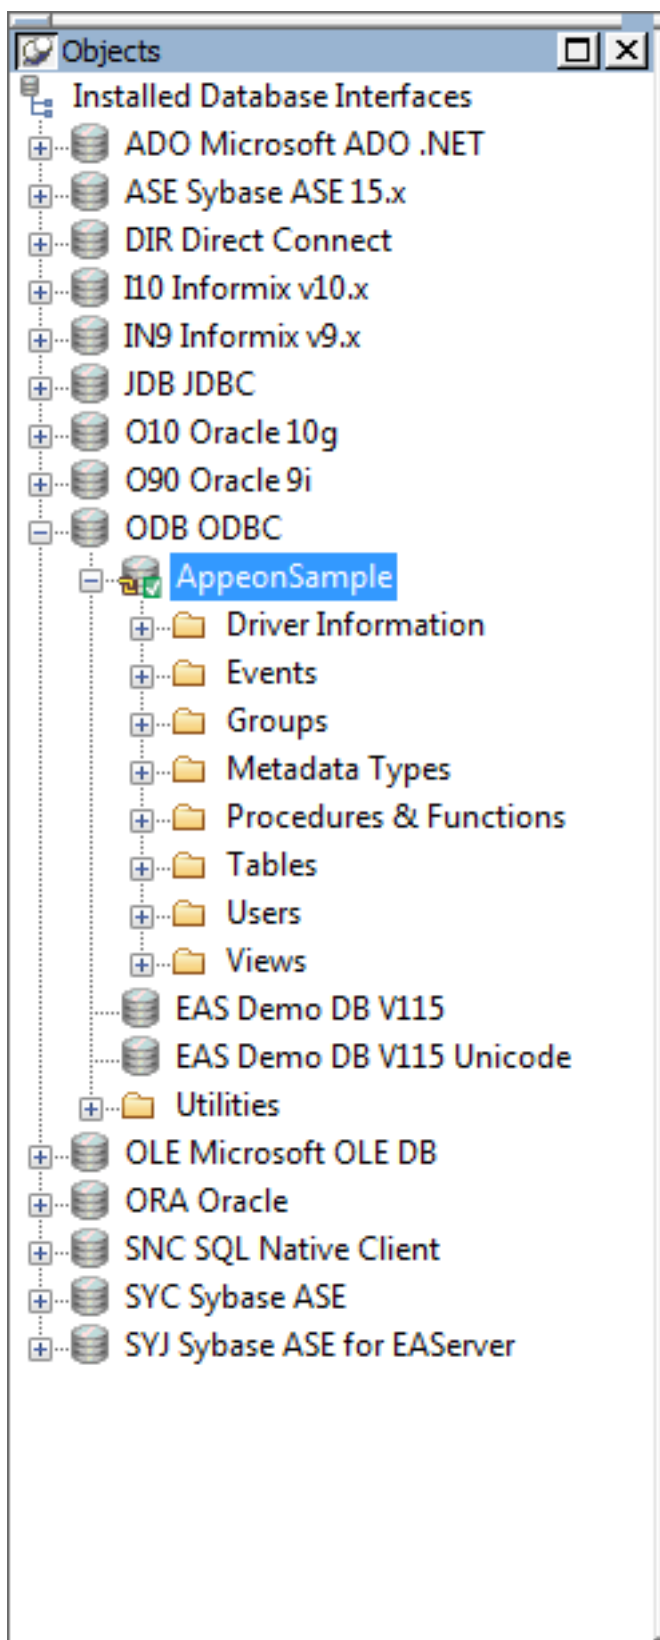 Objects
Installed Database Interfaces
ADO Microsoft ADO .NET
ASE Sybase ASE 15.x
DIR Direct Connect
I10 Informix v10.x
IN9 Informix v9.x
JDB JDBC
O10 Oracle 10g
O90 Oracle 9i
ODB ODBC
AppeonSample
Driver Information
Events
Groups
Metadata Types
Procedures & Functions
Tables
Users
Views
EAS Demo DB V115
EAS Demo DB V115 Unicode
Utilities
OLE Microsoft OLE DB
ORA Oracle
SNC SQL Native Client
SYC Sybase ASE
SYJ Sybase ASE for EAServer